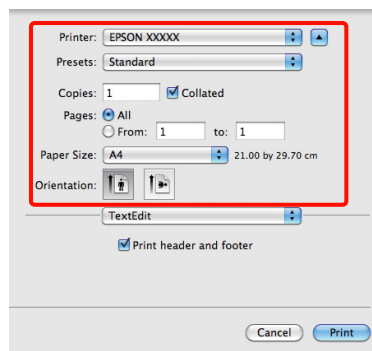 Printer: EPSON XXXXX
Presets: Standard
Copies: 1 Collated
Pages: All
From: 1 to: 1
Paper Size: A4 21.00 by 29.70 cm
Orientation:
TextEdit
Print header and footer
Cancel Print